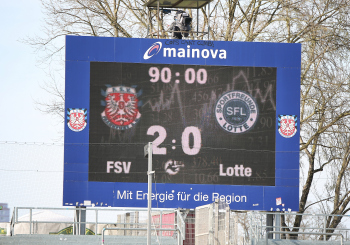 mainova
90:00
SPORTFREUNDE
SFL
LOTTE
2:0
FSV
Lotte
Mit Energie für die Region